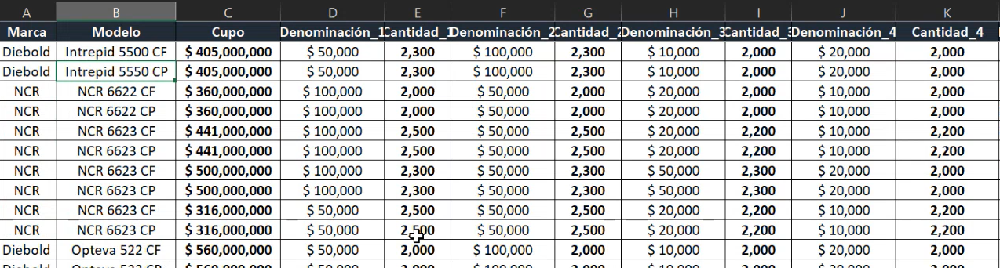 A B C D E F G H I J K
Marca Modelo Cupo Denominación_1 Cantidad_1 Denominación_2 Cantidad_2 Denominación_3 Cantidad_3 Denominación_4 Cantidad_4
Diebold Intrepid 5500 CF $ 405,000,000 $ 50,000 2,300 $ 100,000 2,300 $ 10,000 2,000 $ 20,000 2,000
Diebold Intrepid 5550 CP $ 405,000,000 $ 50,000 2,300 $ 100,000 2,300 $ 10,000 2,000 $ 20,000 2,000
NCR NCR 6622 CF $ 360,000,000 $ 100,000 2,000 $ 50,000 2,000 $ 20,000 2,000 $ 10,000 2,000
NCR NCR 6622 CP $ 360,000,000 $ 100,000 2,000 $ 50,000 2,000 $ 20,000 2,000 $ 10,000 2,000
NCR NCR 6623 CF $ 441,000,000 $ 100,000 2,500 $ 50,000 2,500 $ 20,000 2,200 $ 10,000 2,200
NCR NCR 6623 CP $ 441,000,000 $ 100,000 2,500 $ 50,000 2,500 $ 20,000 2,200 $ 10,000 2,200
NCR NCR 6623 CF $ 500,000,000 $ 100,000 2,300 $ 50,000 2,300 $ 50,000 2,300 $ 20,000 2,000
NCR NCR 6623 CP $ 500,000,000 $ 100,000 2,300 $ 50,000 2,300 $ 50,000 2,300 $ 20,000 2,000
NCR NCR 6623 CF $ 316,000,000 $ 50,000 2,500 $ 50,000 2,500 $ 20,000 2,200 $ 10,000 2,200
NCR NCR 6623 CP $ 316,000,000 $ 50,000 2,500 $ 50,000 2,500 $ 20,000 2,200 $ 10,000 2,200
Diebold Opteva 522 CF $ 560,000,000 $ 50,000 2,000 $ 100,000 2,000 $ 10,000 2,000 $ 20,000 2,000